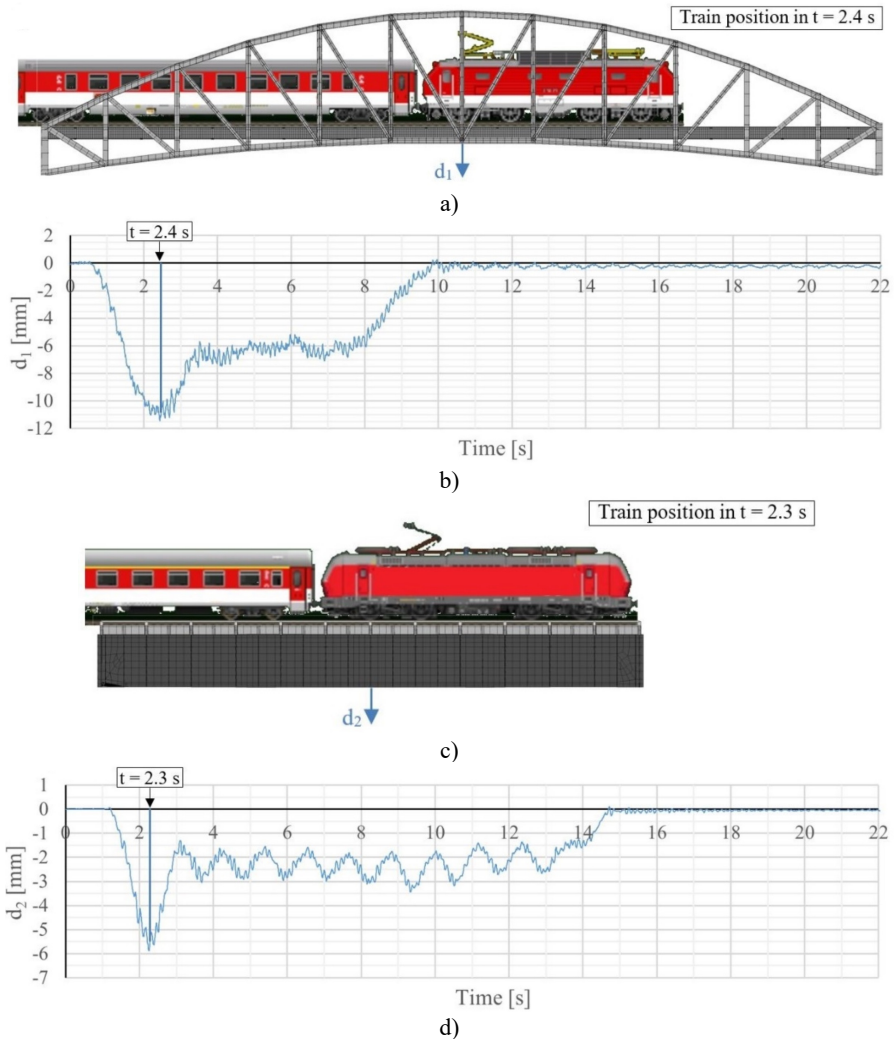 Train position in t = 2.4 s
d₁
a)
t = 2.4 s
2
0
0 2 4 6 8 10 12 14 16 18 20 22
-2
-4
-6
-8
-10
-12
d₁ [mm]
Time [s]
b)
Train position in t = 2.3 s
d₂
c)
t = 2.3 s
1
0
0 2 4 6 8 10 12 14 16 18 20 22
-1
-2
-3
-4
-5
-6
-7
d₂ [mm]
Time [s]
d)